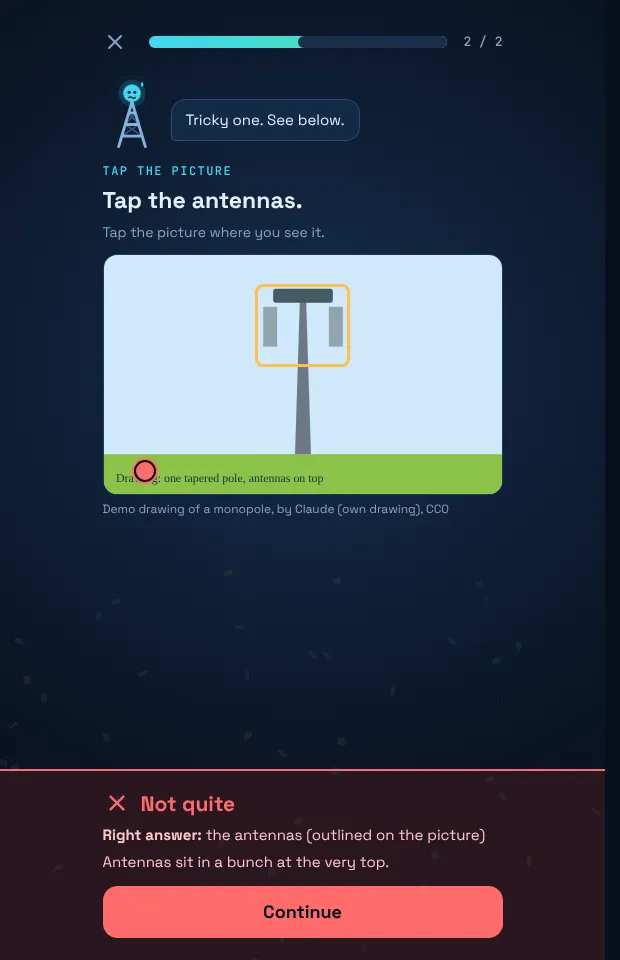 2 / 2
Tricky one. See below.
TAP THE PICTURE
Tap the antennas.
Tap the picture where you see it.
: one tapered pole, antennas on top
Demo drawing of a monopole, by Claude (own drawing), CC0
Not quite
Right answer: the antennas (outlined on the picture)
Antennas sit in a bunch at the very top.
Continue